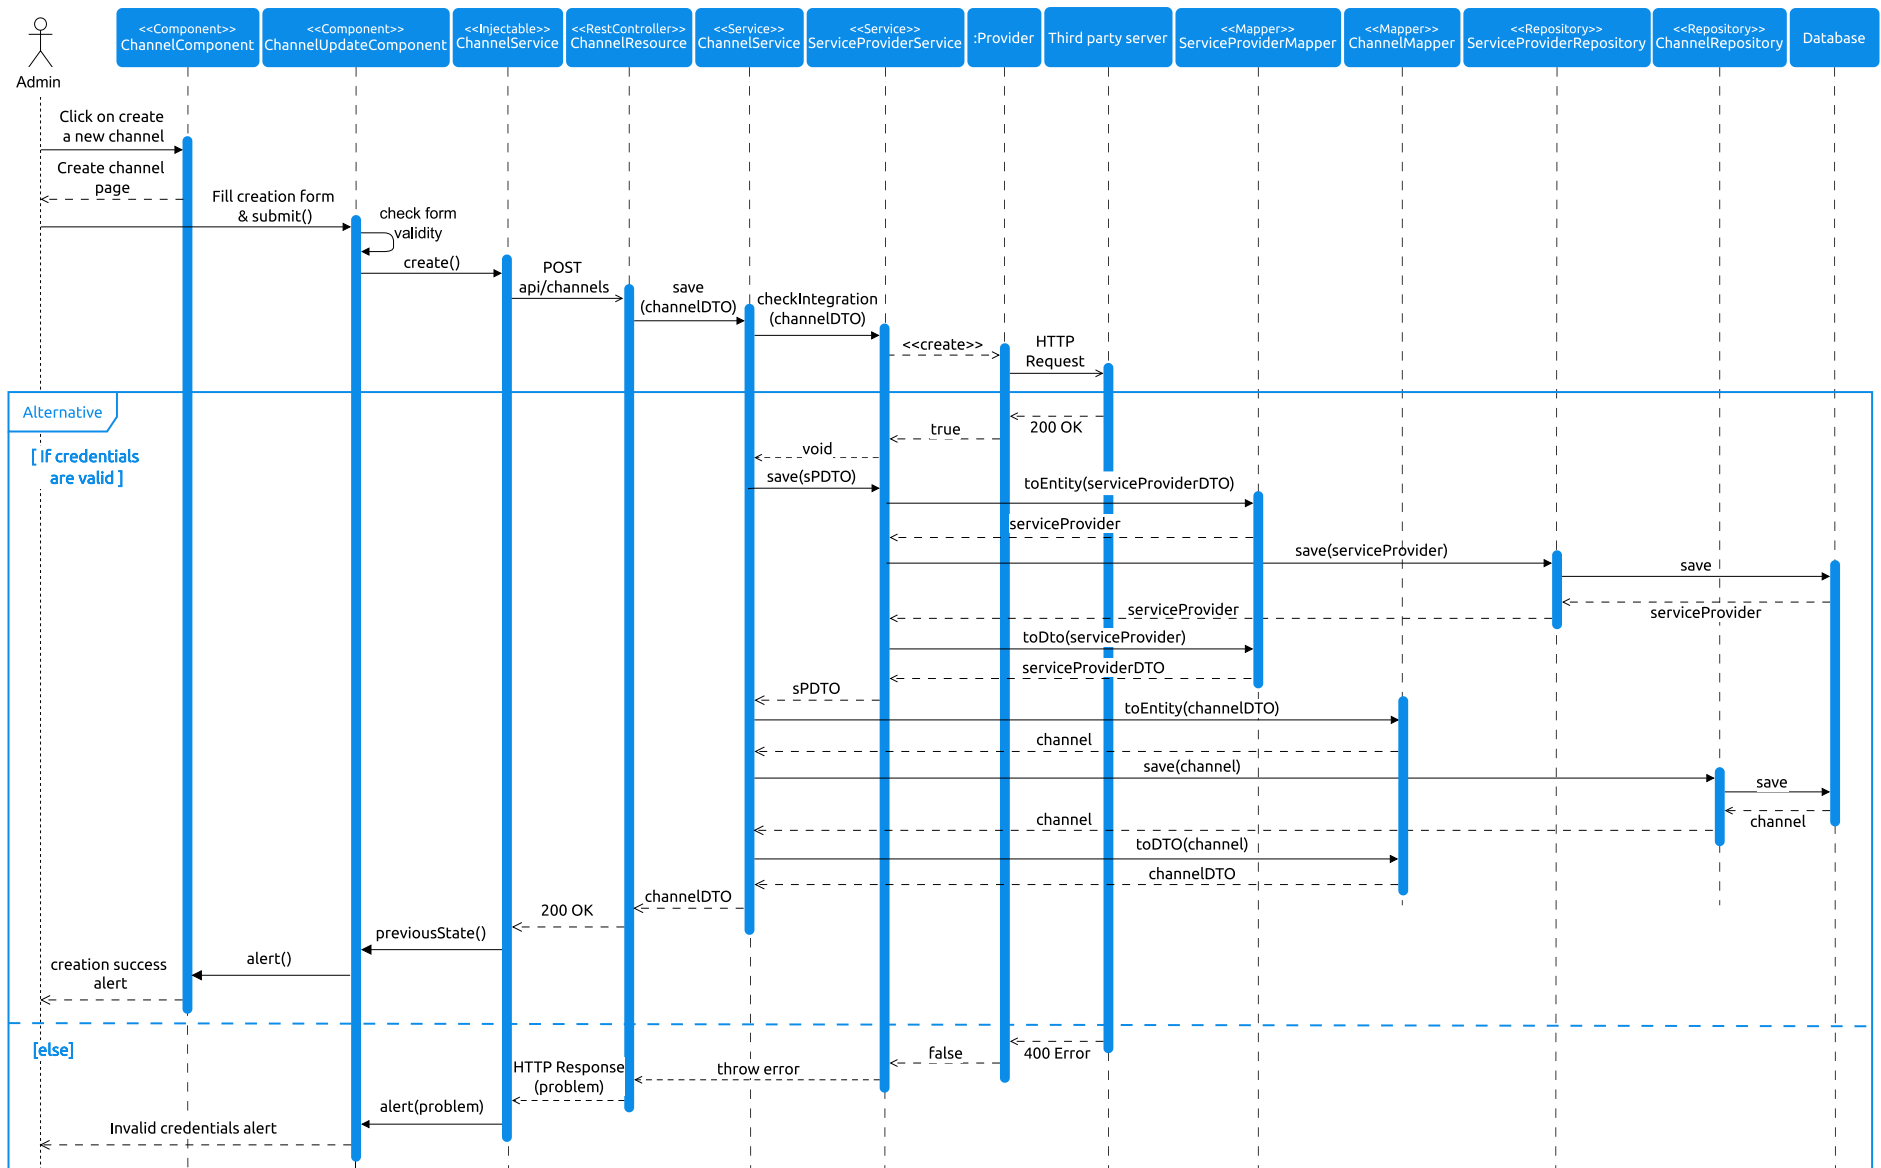 <<Component>>
ChannelComponent
<<Component>>
ChannelUpdateComponent
<<Injectable>>
ChannelService
<<RestController>>
ChannelResource
<<Service>>
ChannelService
<<Service>>
ServiceProviderService
:Provider
Third party server
<<Mapper>>
ServiceProviderMapper
<<Mapper>>
ChannelMapper
<<Repository>>
ServiceProviderRepository
<<Repository>>
ChannelRepository
Database
Admin
Click on create
a new channel
Create channel
page
Fill creation form
& submit()
check form
validity
create()
POST
api/channels
save
(channelDTO)
checkIntegration
(channelDTO)
<<create>>
HTTP
Request
Alternative
[ If credentials
are valid ]
200 OK
true
void
save(sPDTO)
toEntity(serviceProviderDTO)
serviceProvider
save(serviceProvider)
save
serviceProvider
serviceProvider
toDto(serviceProvider)
serviceProviderDTO
sPDTO
toEntity(channelDTO)
channel
save(channel)
save
channel
channel
toDTO(channel)
channelDTO
channelDTO
200 OK
previousState()
alert()
creation success
alert
[else]
400 Error
false
throw error
HTTP Response
(problem)
alert(problem)
Invalid credentials alert